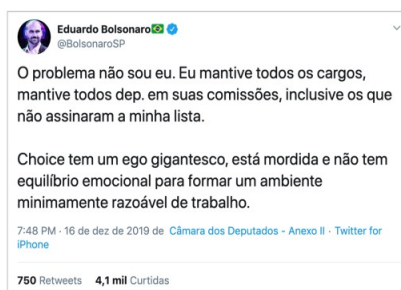 Eduardo Bolsonaro
@BolsonaroSP
O problema não sou eu. Eu mantive todos os cargos,
mantive todos dep. em suas comissões, inclusive os que
não assinaram a minha lista.
Choice tem um ego gigantesco, está mordida e não tem
equilíbrio emocional para formar um ambiente
minimamente razoável de trabalho.
7:48 PM · 16 de dez de 2019 de Câmara dos Deputados - Anexo II · Twitter for
iPhone
750 Retweets 4,1 mil Curtidas